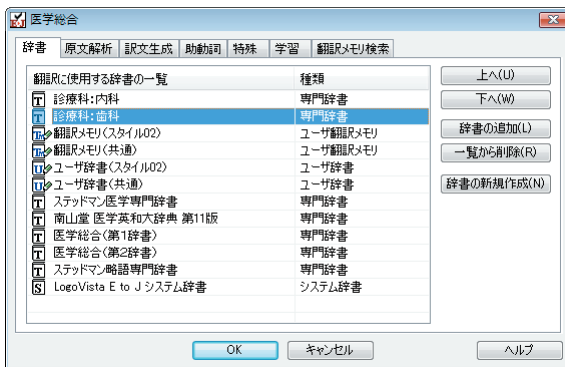 医学総合
辞書 原文解析 訳文生成 助動詞 特殊 学習 翻訳メモリ検索
翻訳に使用する辞書の一覧 種類
診療科:内科 専門辞書
診療科:歯科 専門辞書
翻訳メモリ(スタイル02) ユーザ翻訳メモリ
翻訳メモリ(共通) ユーザ翻訳メモリ
ユーザ辞書(スタイル02) ユーザ辞書
ユーザ辞書(共通) ユーザ辞書
ステッドマン医学専門辞書 専門辞書
南山堂 医学英和大辞典 第11版 専門辞書
医学総合(第1辞書) 専門辞書
医学総合(第2辞書) 専門辞書
ステッドマン略語専門辞書 専門辞書
LogoVista E to J システム辞書 システム辞書
上へ(U)
下へ(W)
辞書の追加(L)
一覧から削除(R)
辞書の新規作成(N)
OK キャンセル ヘルプ